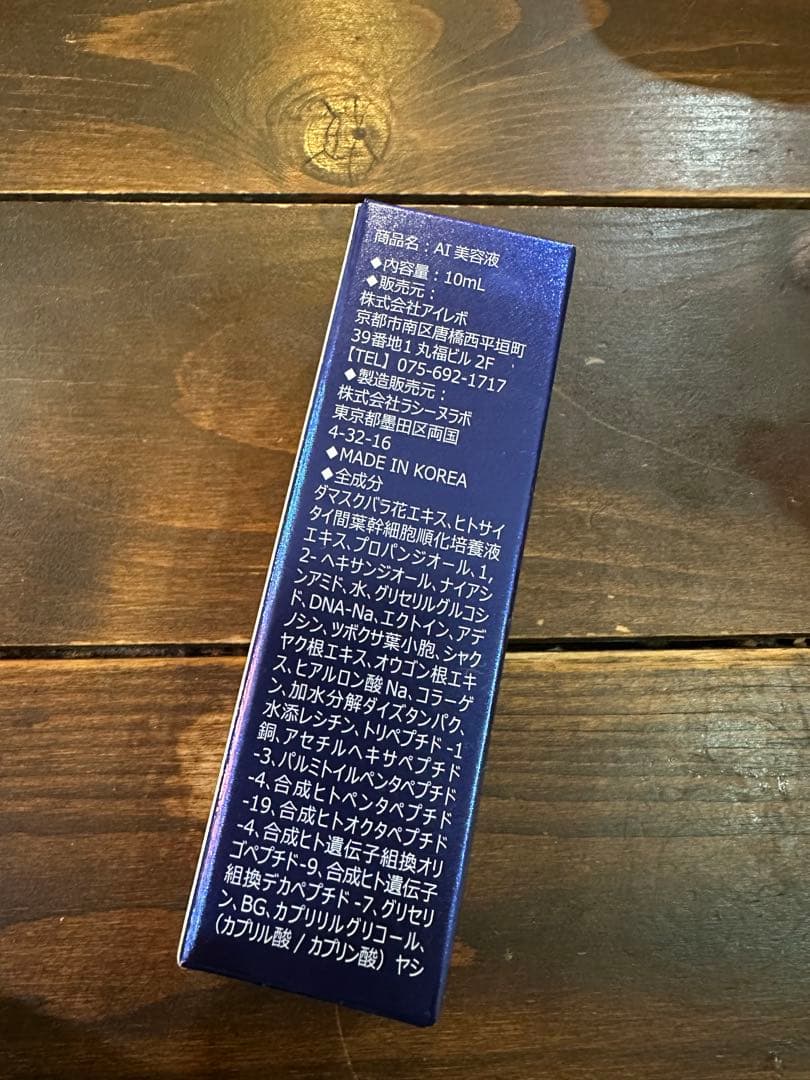 商品名：AI 美容液
◆内容量：10mL
◆販売元：
株式会社アイレボ
京都市南区唐橋西平垣町
39番地1 丸福ビル 2F
【TEL】075-692-1717
◆製造販売元：
株式会社ラシーヌラボ
東京都墨田区両国
4-32-16
◆MADE IN KOREA
◆全成分
ダマスクバラ花エキス、ヒトサイ
タイ間葉幹細胞順化培養液
エキス、プロパンジオール、1,
2- ヘキサンジオール、ナイアシ
ンアミド、水、グリセリルグルコシ
ド、DNA-Na、エクトイン、アデ
ノシン、ツボクサ葉小胞、シャク
ヤク根エキス、オウゴン根エキ
ス、ヒアルロン酸 Na、コラーゲ
ン、加水分解ダイズタンパク、
水添レシチン、トリペプチド -1
銅、アセチルヘキサペプチド
-3、パルミトイルペンタペプチド
-4、合成ヒトペンタペプチド
-19、合成ヒトオクタペプチド
-4、合成ヒト遺伝子組換オリ
ゴペプチド-9、合成ヒト遺伝子
組換デカペプチド -7、グリセリ
ン、BG、カプリリルグリコール、
（カプリル酸 / カプリン酸）ヤシ